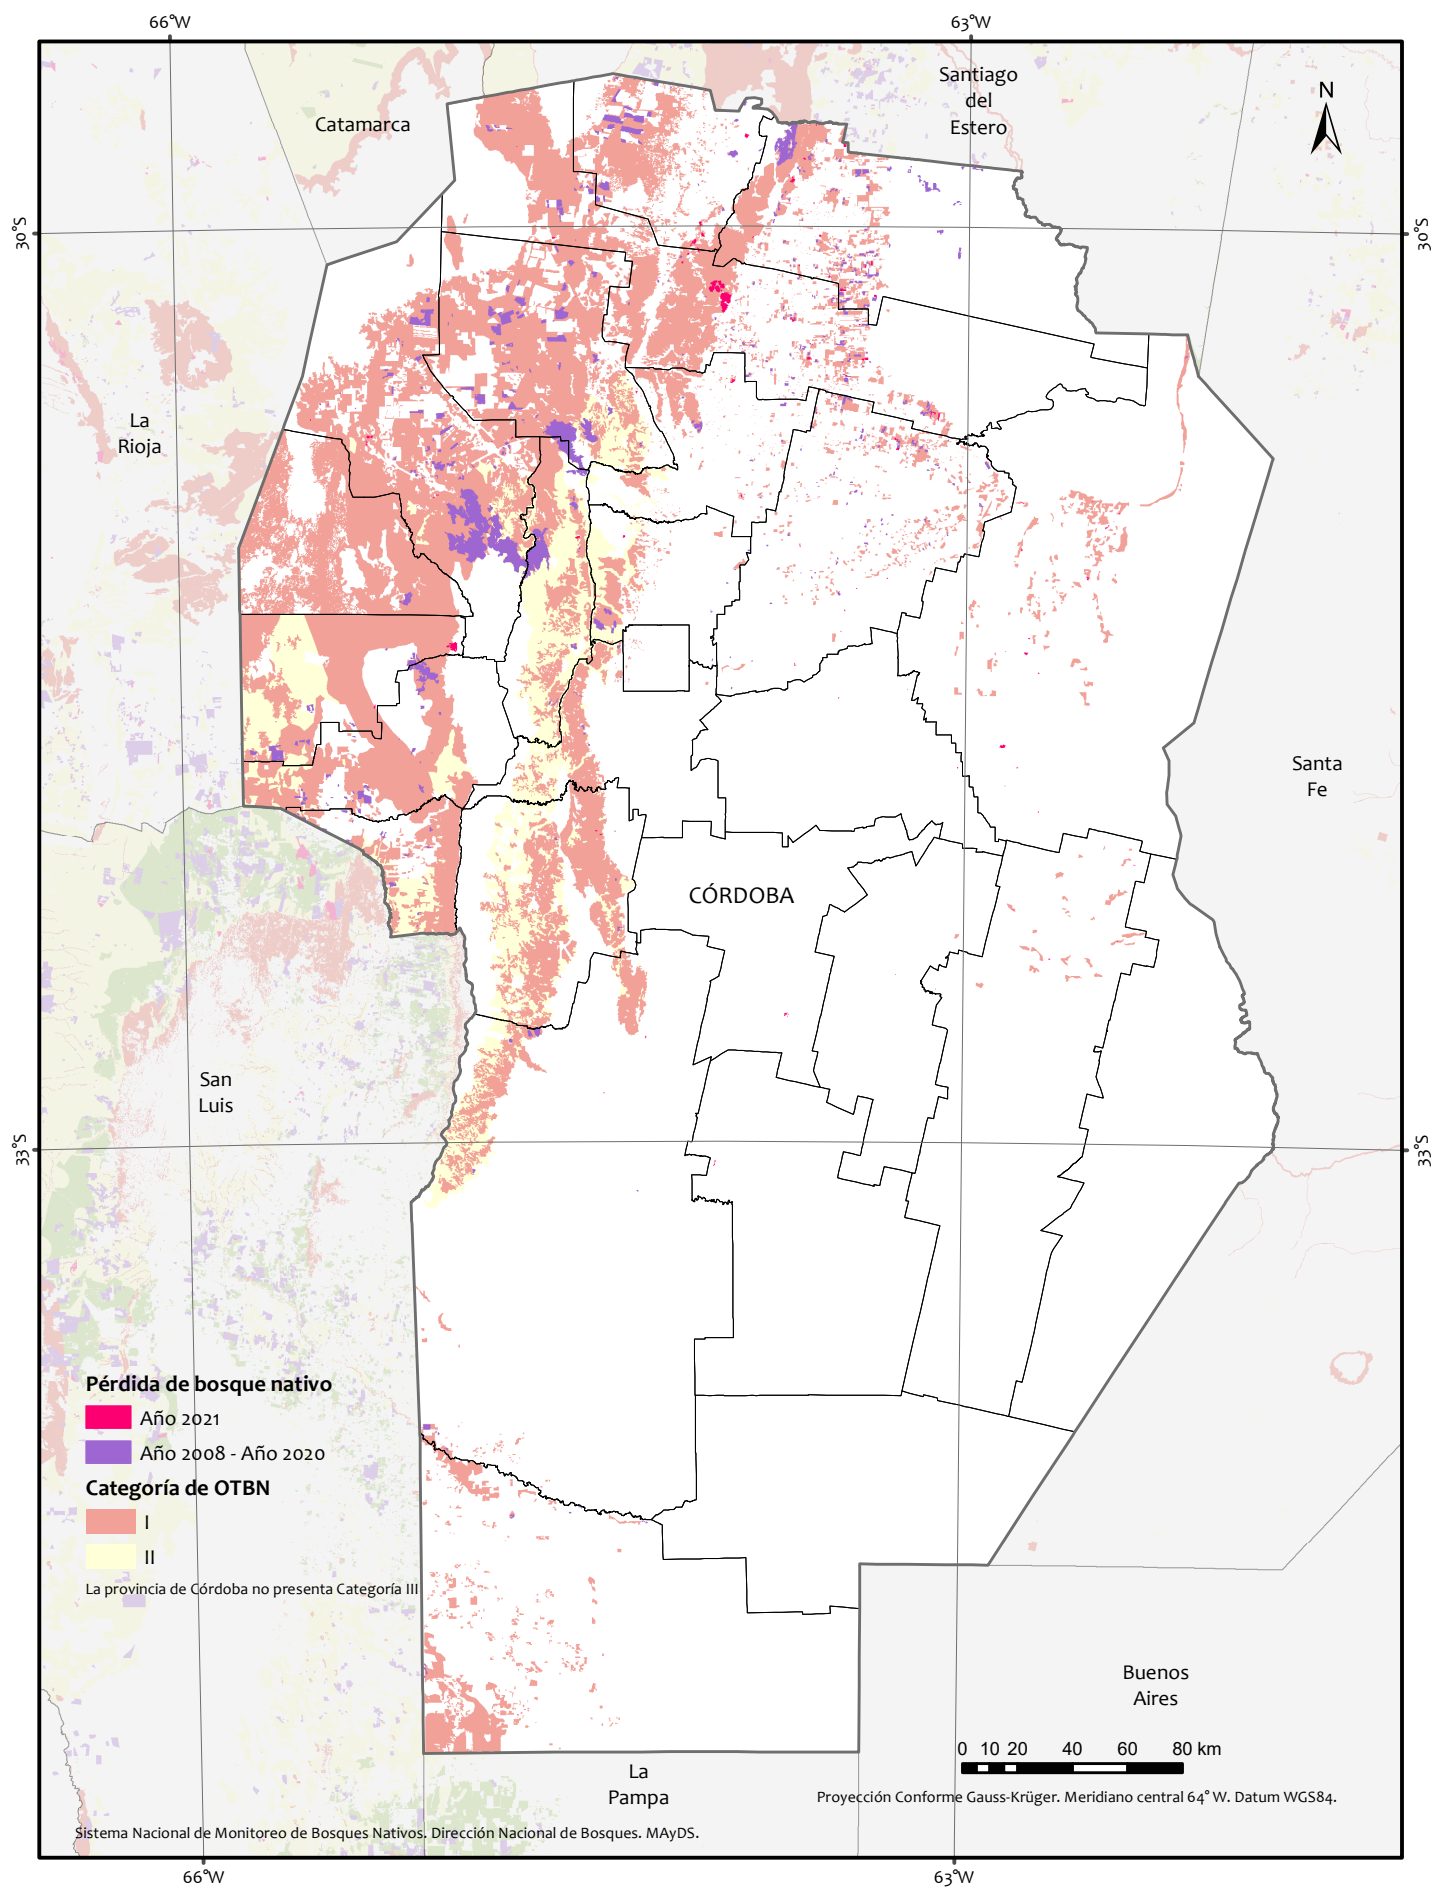 66°W
63°W
Santiago
del
Estero
N
Catamarca
30°S
30°S
La
Rioja
Santa
Fe
CÓRDOBA
San
Luis
33°S
33°S
Pérdida de bosque nativo
Año 2021
Año 2008 - Año 2020
Categoría de OTBN
I
II
La provincia de Córdoba no presenta Categoría III
Buenos
Aires
0 10 20 40 60 80 km
La
Pampa
Proyección Conforme Gauss-Krüger. Meridiano central 64° W. Datum WGS84.
Sistema Nacional de Monitoreo de Bosques Nativos. Dirección Nacional de Bosques. MAyDS.
66°W
63°W